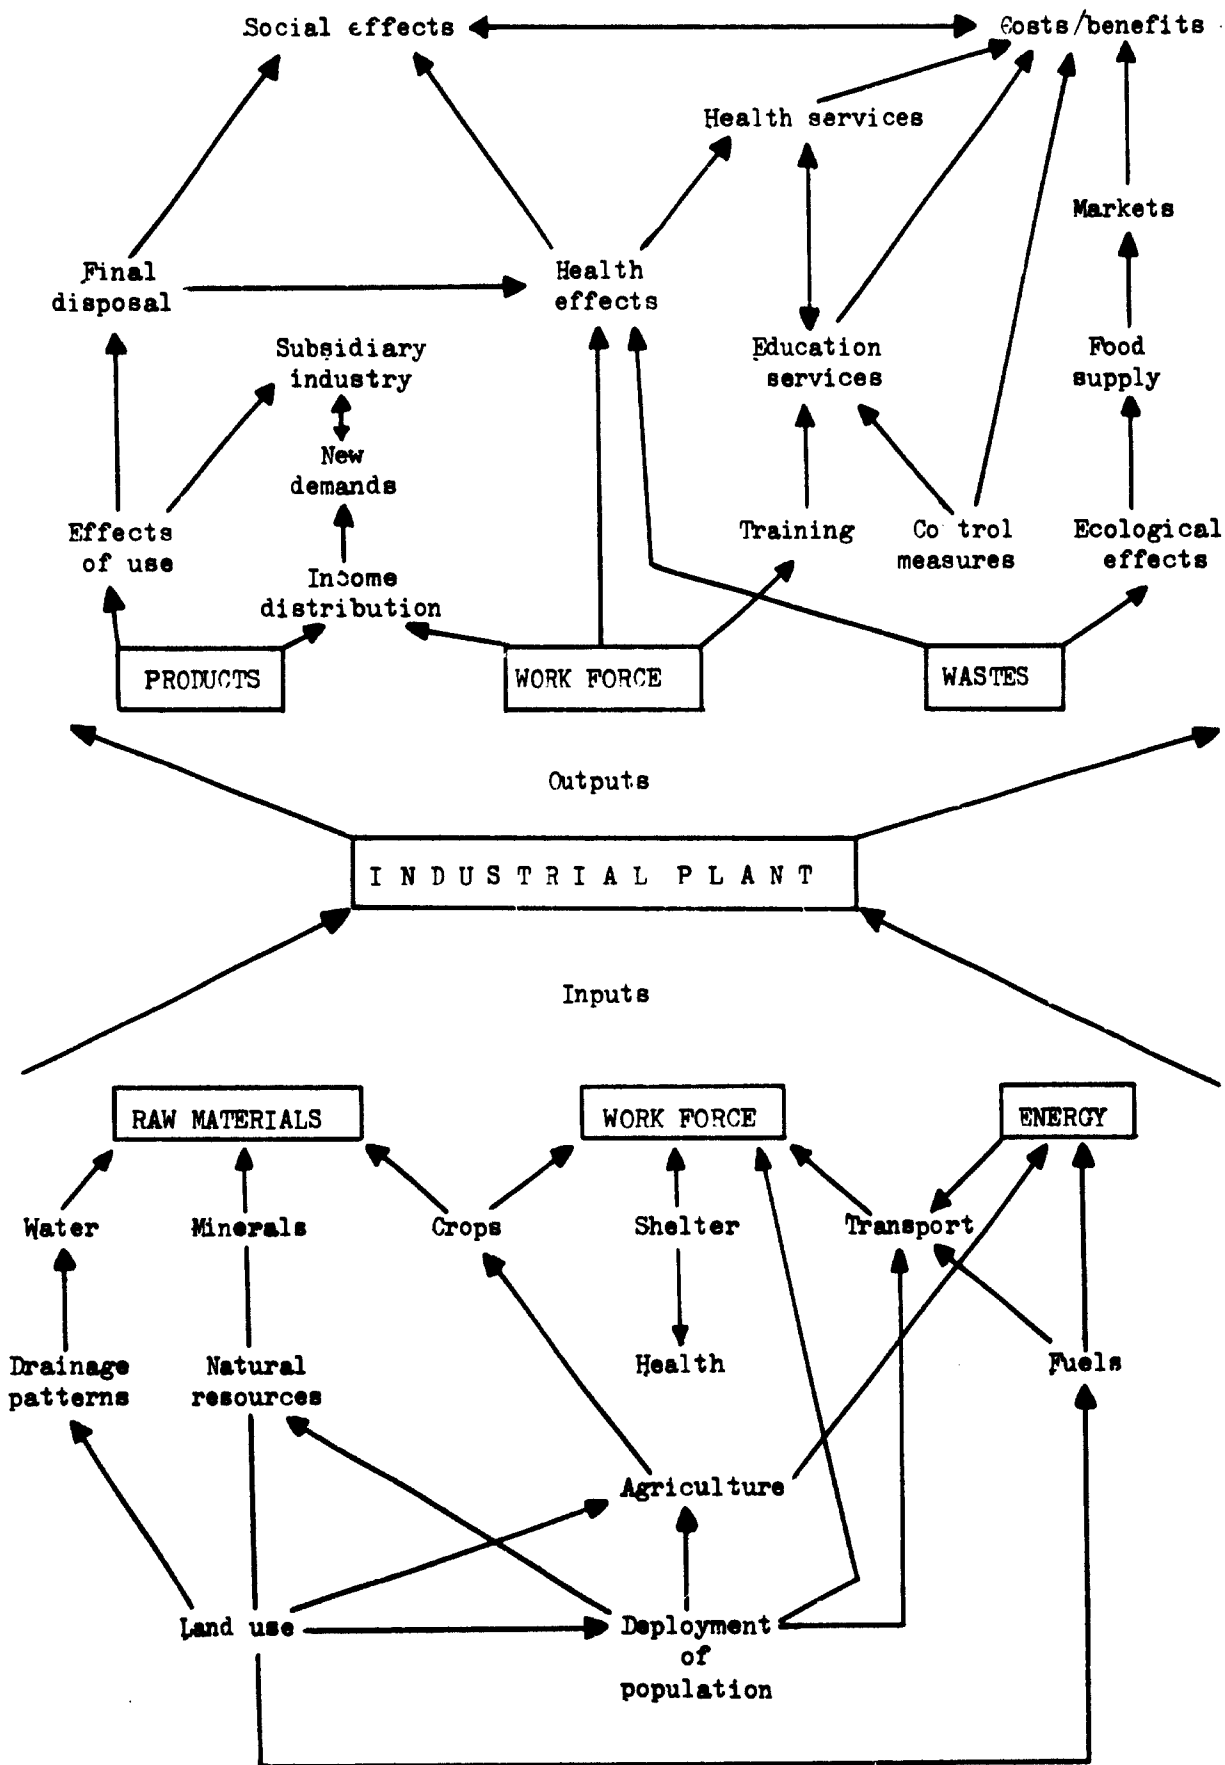 Social effects
Costs/benefits
Health services
Markets
Final
disposal
Health
effects
Subsidiary
industry
Education
services
Food
supply
New
demands
Effects
of use
Training
Co trol
measures
Ecological
effects
Income
distribution
PRODUCTS
WORK FORCE
WASTES
Outputs
INDUSTRIAL PLANT
Inputs
RAW MATERIALS
WORK FORCE
ENERGY
Water
Minerals
Crops
Shelter
Transport
Drainage
patterns
Natural
resources
Health
Fuels
Agriculture
Land use
Deployment
of
population